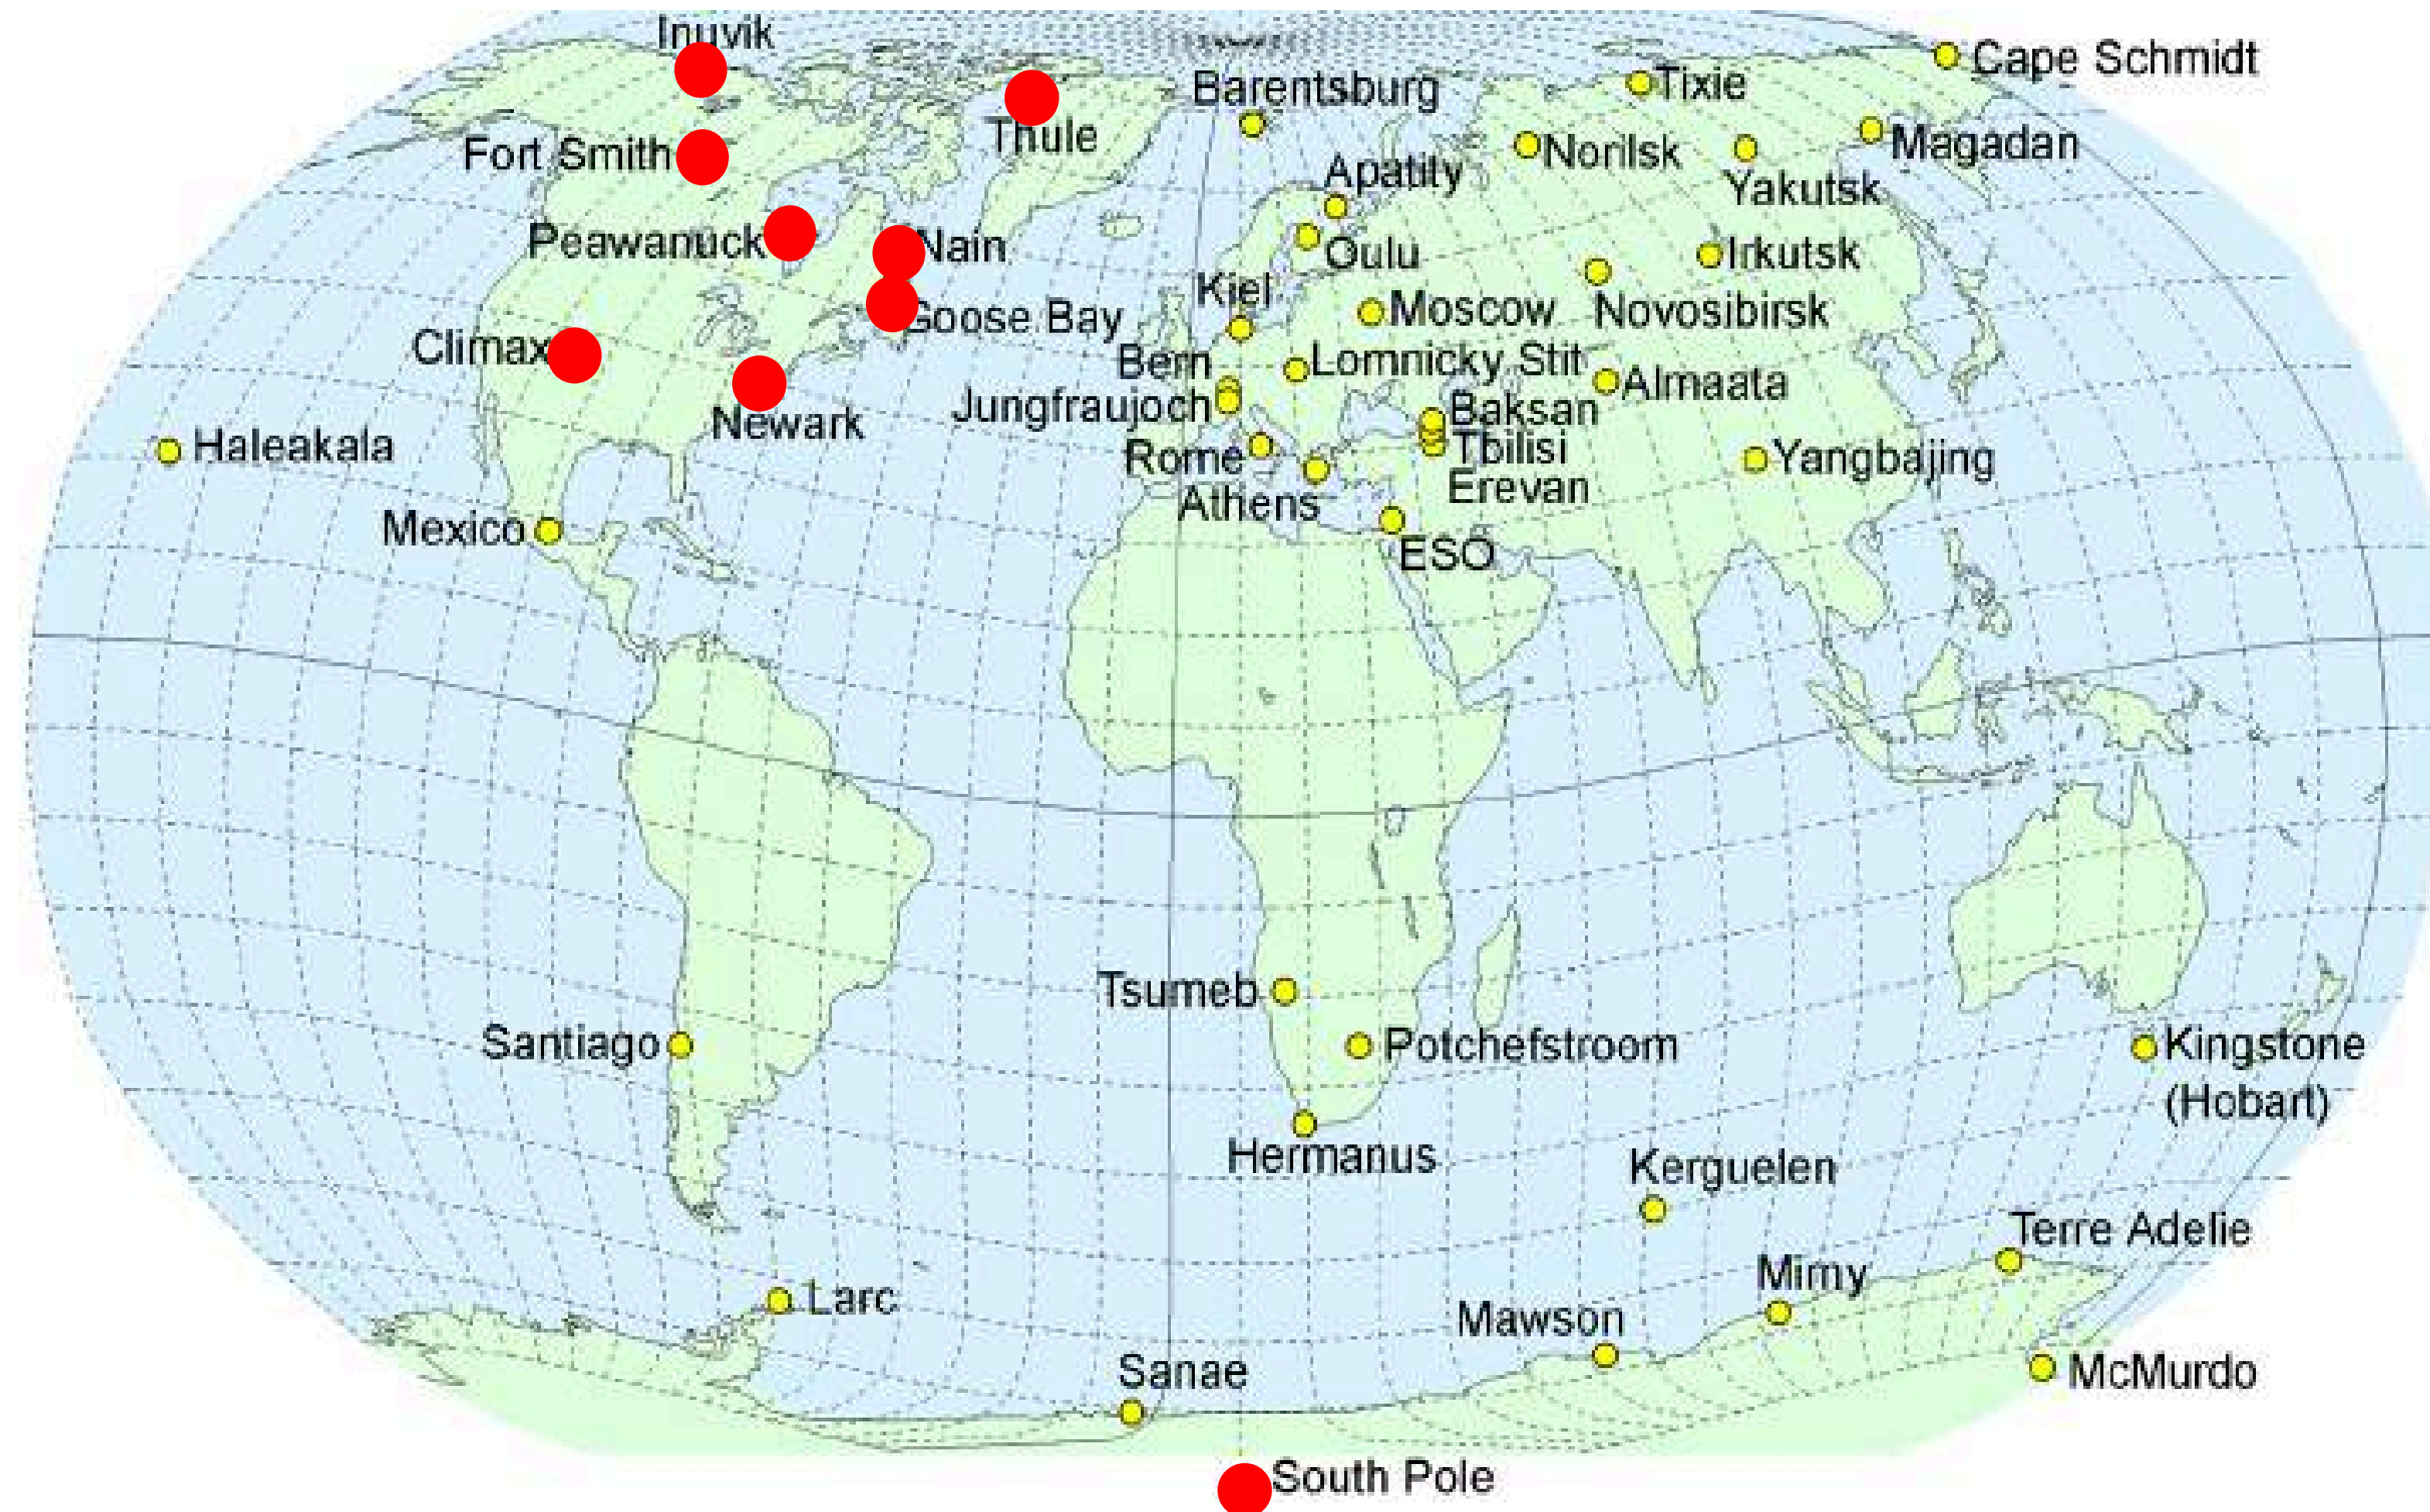 Inuvik
Cape Schmidt
Barentsburg
Tixie
Thule
Fort Smith
Norilsk
Magadan
Apatity
Yakutsk
Peawanuck
Nain
Oulu
Irkutsk
Kiel
Goose Bay
Moscow
Novosibirsk
Climax
Bern
Lomnicky Stit
Almaata
Jungfraujoch
Baksan
Newark
Haleakala
Rome
Tbilisi
Yangbajing
Athens
Erevan
Mexico
ESO
Tsumeb
Santiago
Potchefstroom
Kingstone
(Hobart)
Hermanus
Kerguelen
Terre Adelie
Mirny
Larc
Mawson
Sanae
McMurdo
South Pole